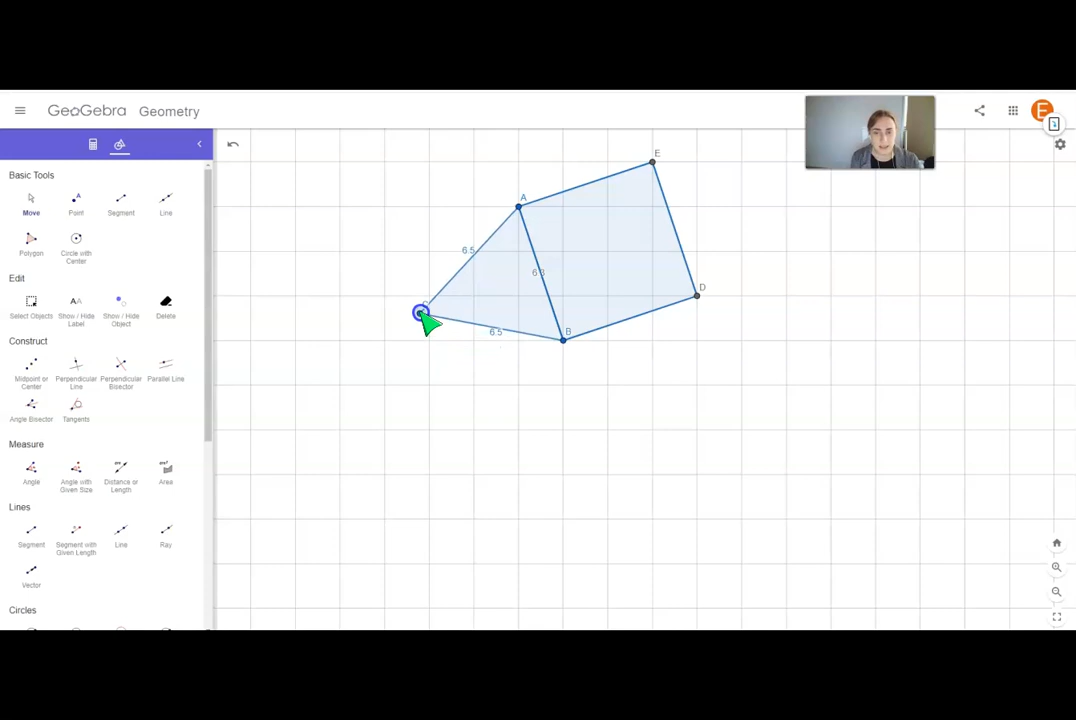 GeoGebra Geometry
E
Basic Tools
Move Point Segment Line
Polygon Circle with Center
Edit
Select Objects Show / Hide Label Show / Hide Object Delete
Construct
Midpoint or Center Perpendicular Line Perpendicular Bisector Parallel Line
Angle Bisector Tangents
Measure
Angle Angle with Given Size Distance or Length Area
Lines
Segment Segment with Given Length Line Ray
Vector
Circles
E
A
6.5
D
B
6.5